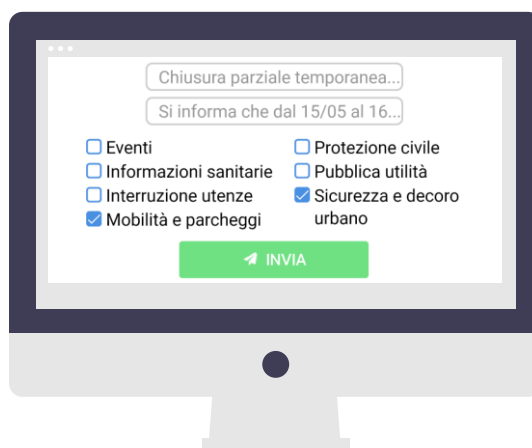 Chiusura parziale temporanea...
Si informa che dal 15/05 al 16...
Eventi
Informazioni sanitarie
Interruzione utenze
Mobilità e parcheggi
Protezione civile
Pubblica utilità
Sicurezza e decoro
urbano
INVIA